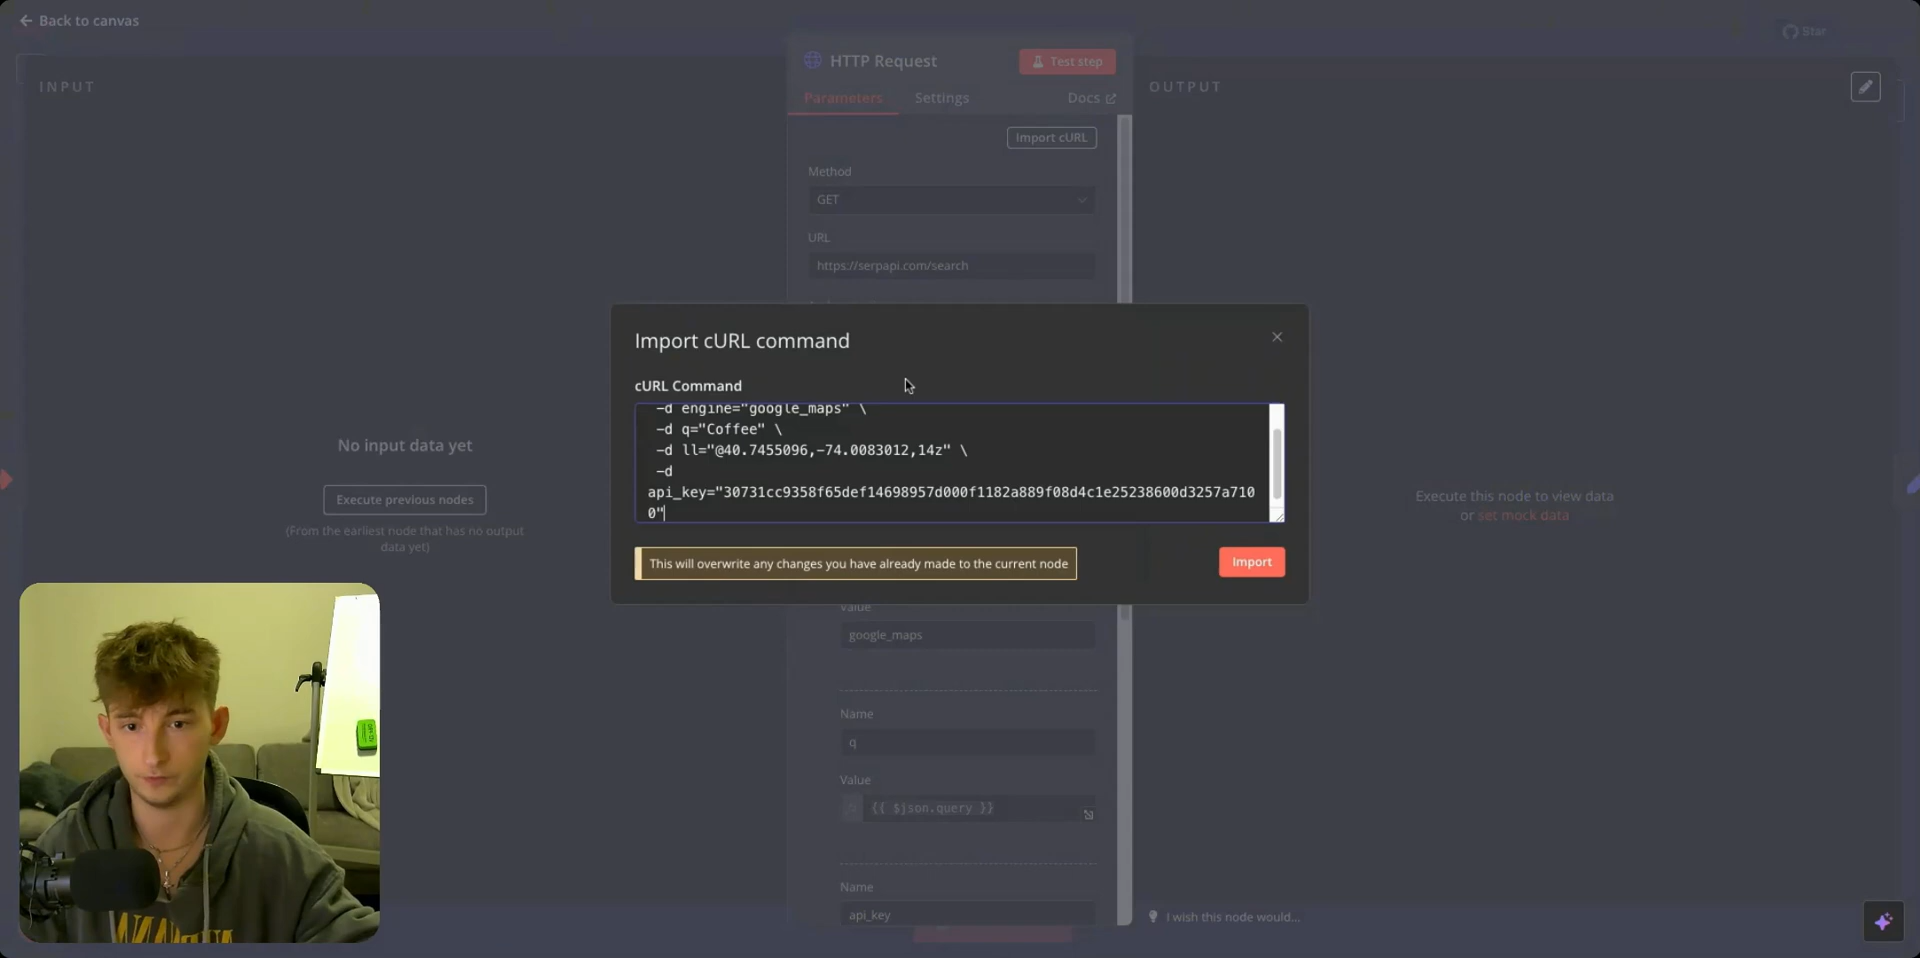 Back to canvas
Star
HTTP Request
Test step
INPUT
OUTPUT
Parameters
Settings
Docs
Import cURL
Method
GET
URL
https://serpapi.com/search
Import cURL command
cURL Command
-d engine="google_maps" \
-d q="Coffee" \
-d ll="@40.7455096,-74.0083012,14z" \
-d
api_key="30731cc9358f65def14698957d000f1182a889f08d4c1e25238600d3257a710
0"
This will overwrite any changes you have already made to the current node
Import
No input data yet
Execute previous nodes
(From the earliest node that has no output
data yet)
Execute this node to view data
or set mock data
Value
google_maps
Name
q
Value
{{ $json.query }}
Name
api_key
I wish this node would...